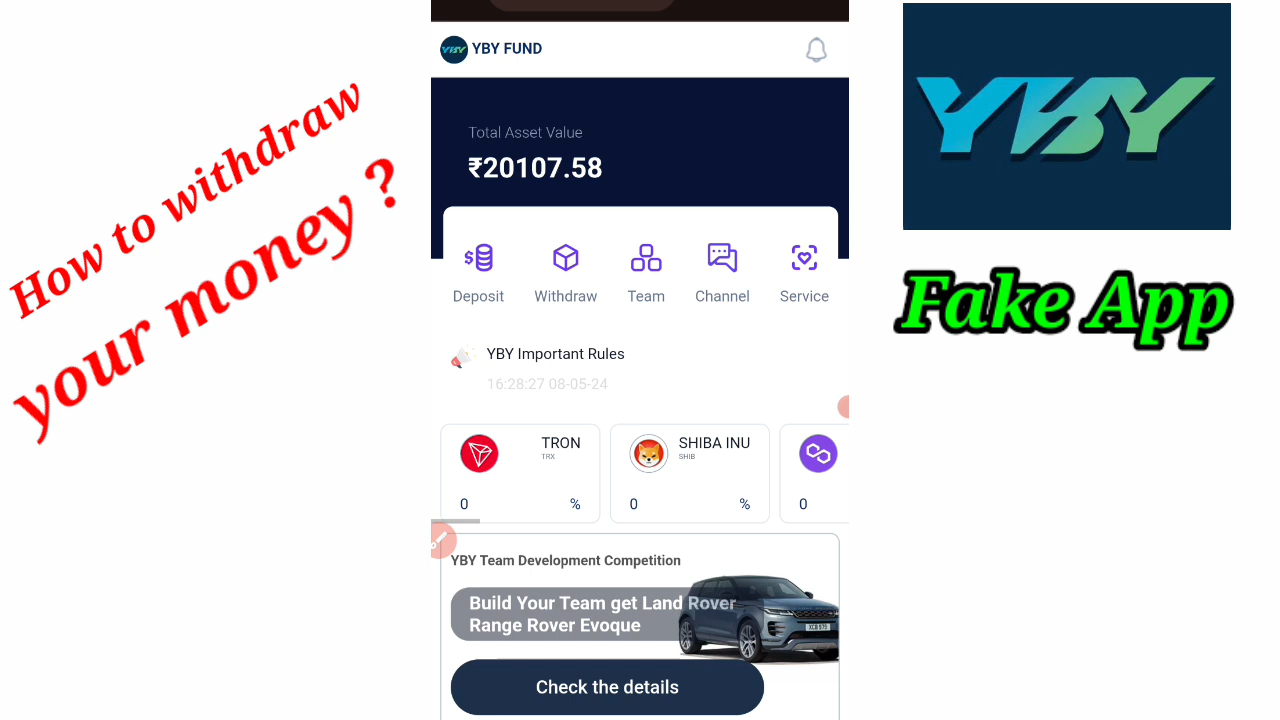 How to withdraw
your money ?
YBY YBY FUND
Total Asset Value
₹20107.58
Deposit Withdraw Team Channel Service
YBY Important Rules
16:28:27 08-05-24
TRON
TRX
0 %
SHIBA INU
SHIB
0 %
0
YBY Team Development Competition
Build Your Team get Land Rover
Range Rover Evoque
Check the details
YBY
Fake App